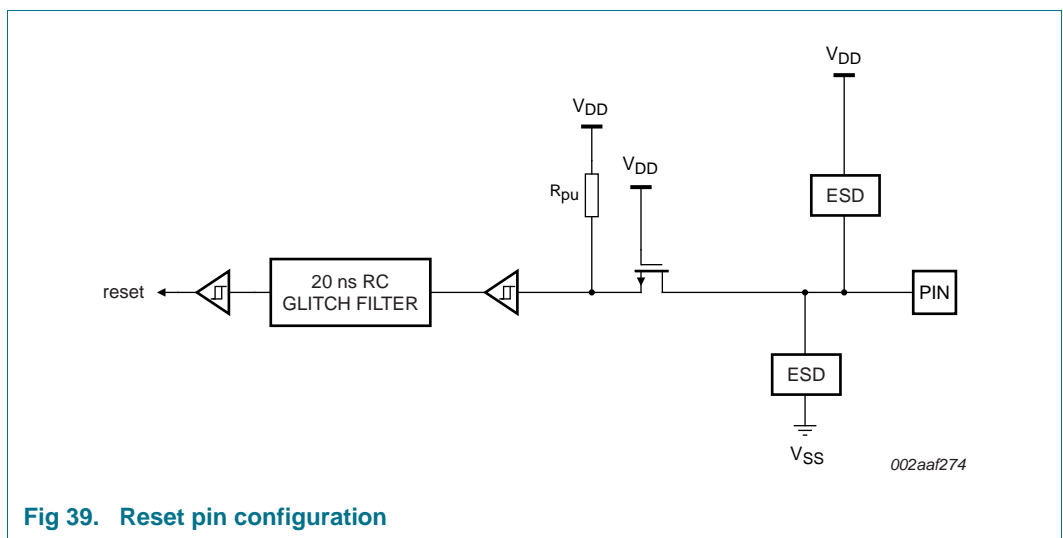 VDD
VDD
VDD
Rpu
ESD
reset
20 ns RC
GLITCH FILTER
PIN
ESD
VSS
002aaf274
Fig 39. Reset pin configuration